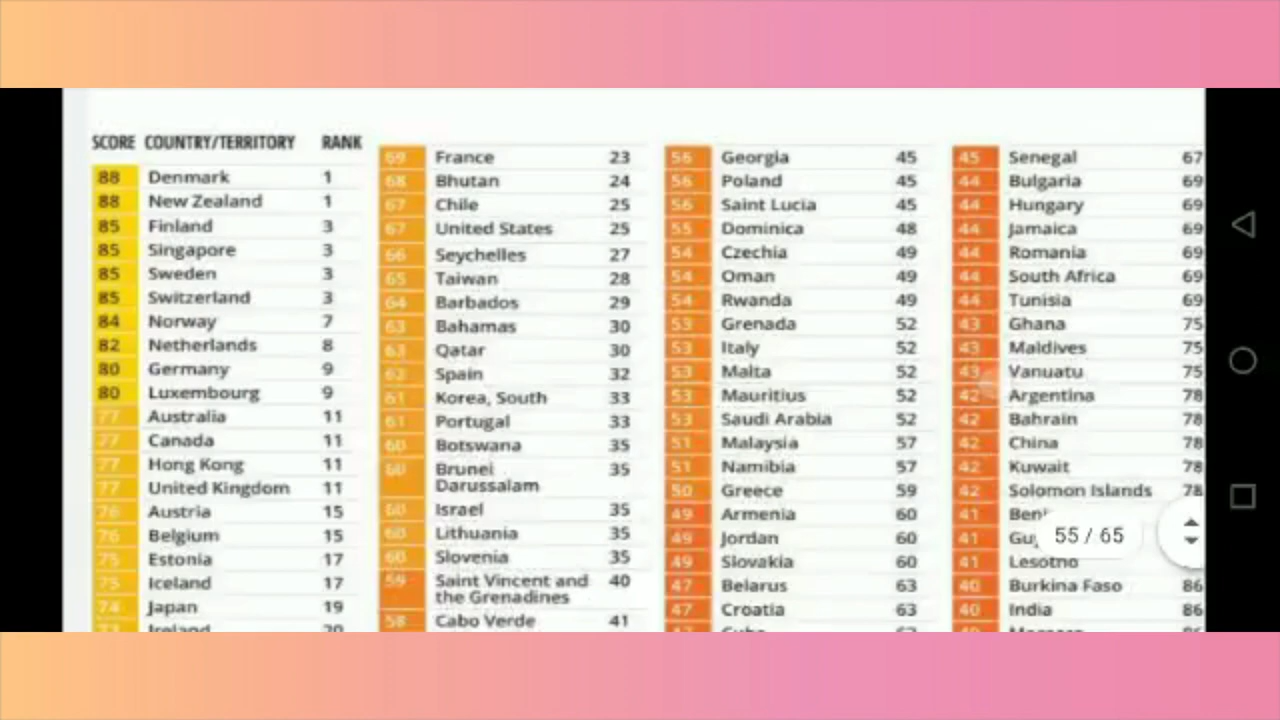 SCORE COUNTRY/TERRITORY RANK
88 Denmark 1
88 New Zealand 1
85 Finland 3
85 Singapore 3
85 Sweden 3
85 Switzerland 3
84 Norway 7
82 Netherlands 8
80 Germany 9
80 Luxembourg 9
77 Australia 11
77 Canada 11
77 Hong Kong 11
77 United Kingdom 11
76 Austria 15
76 Belgium 15
75 Estonia 17
75 Iceland 17
74 Japan 19
Ireland 20
69 France 23
68 Bhutan 24
67 Chile 25
67 United States 25
66 Seychelles 27
65 Taiwan 28
64 Barbados 29
63 Bahamas 30
63 Qatar 30
62 Spain 32
61 Korea, South 33
61 Portugal 33
60 Botswana 35
60 Brunei 35
Darussalam
60 Israel 35
60 Lithuania 35
60 Slovenia 35
59 Saint Vincent and 40
the Grenadines
58 Cabo Verde 41
56 Georgia 45
56 Poland 45
56 Saint Lucia 45
55 Dominica 48
54 Czechia 49
54 Oman 49
54 Rwanda 49
53 Grenada 52
53 Italy 52
53 Malta 52
53 Mauritius 52
53 Saudi Arabia 52
51 Malaysia 57
51 Namibia 57
50 Greece 59
49 Armenia 60
49 Jordan 60
49 Slovakia 60
47 Belarus 63
47 Croatia 63
45 Senegal 67
44 Bulgaria 69
44 Hungary 69
44 Jamaica 69
44 Romania 69
44 South Africa 69
44 Tunisia 69
43 Ghana 75
43 Maldives 75
43 Vanuatu 75
42 Argentina 78
42 Bahrain 78
42 China 78
42 Kuwait 78
42 Solomon Islands 78
41
41
41 Lesotho
40 Burkina Faso 86
40 India 86
55 / 65